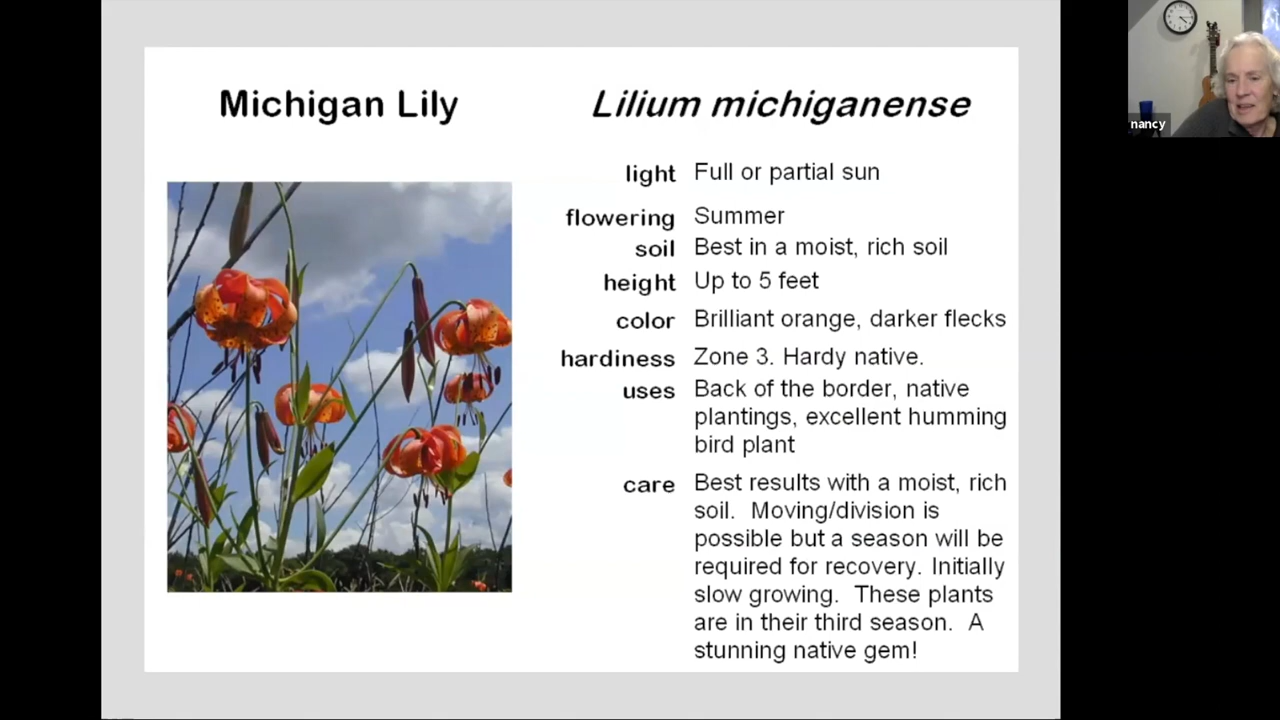 Michigan Lily
Lilium michiganense
light Full or partial sun
flowering Summer
soil Best in a moist, rich soil
height Up to 5 feet
color Brilliant orange, darker flecks
hardiness Zone 3. Hardy native.
uses Back of the border, native
plantings, excellent humming
bird plant
care Best results with a moist, rich
soil. Moving/division is
possible but a season will be
required for recovery. Initially
slow growing. These plants
are in their third season. A
stunning native gem!
nancy